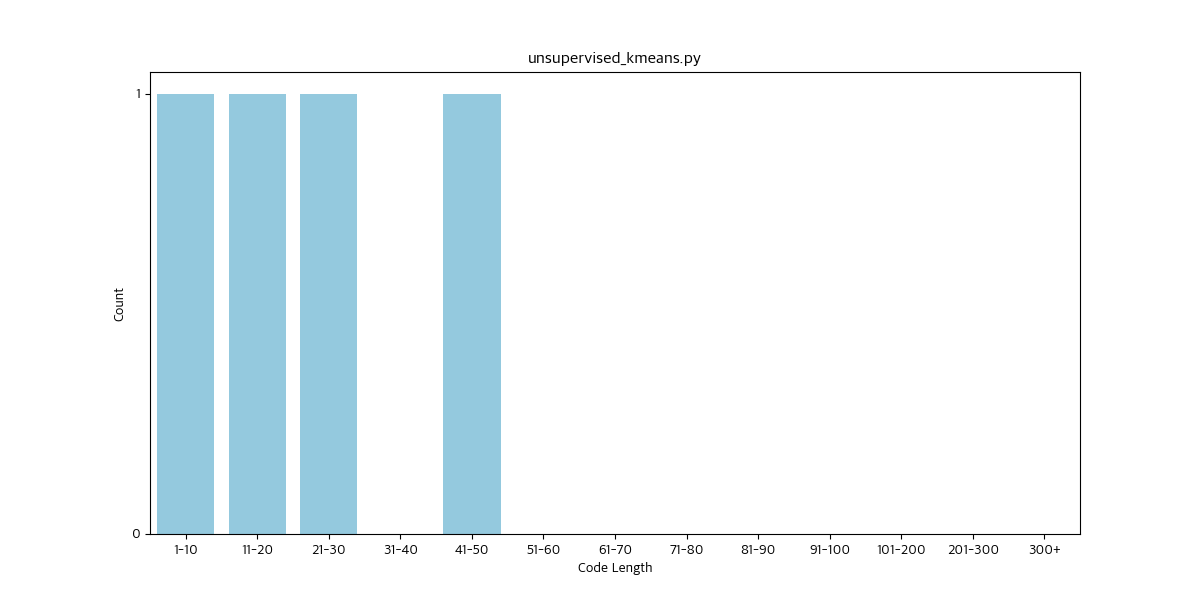 unsupervised_kmeans.py
1
Count
0
1-10 11-20 21-30 31-40 41-50 51-60 61-70 71-80 81-90 91-100 101-200 201-300 300+
Code Length